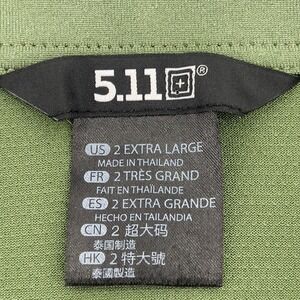 5.11®
US 2 EXTRA LARGE
MADE IN THAILAND
FR 2 TRÈS GRAND
FAIT EN THAÏLANDE
ES 2 EXTRA GRANDE
HECHO EN TAILANDIA
CN 2 超大码
泰国制造
HK 2 特大號
泰國製造